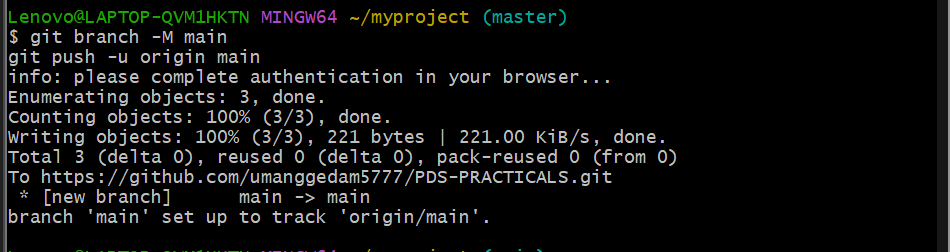 Lenovo@LAPTOP-QVM1HKTN MINGW64 ~/myproject (master)
$ git branch -M main
git push -u origin main
info: please complete authentication in your browser...
Enumerating objects: 3, done.
Counting objects: 100% (3/3), done.
Writing objects: 100% (3/3), 221 bytes | 221.00 KiB/s, done.
Total 3 (delta 0), reused 0 (delta 0), pack-reused 0 (from 0)
To https://github.com/umanggedam5777/PDS-PRACTICALS.git
 * [new branch]      main -> main
branch 'main' set up to track 'origin/main'.